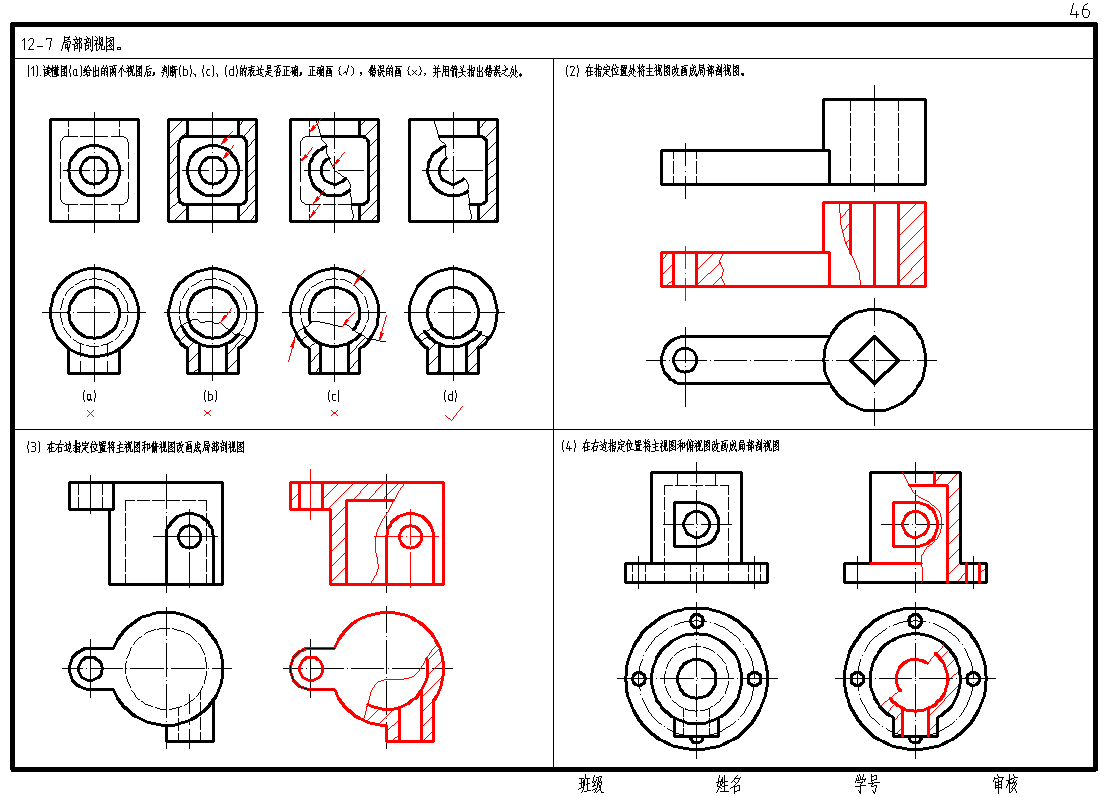 46
12-7 局部剖视图。
(1).读懂图(a)给出的两个视图后, 判断(b)、(c)、(d)的表达是否正确, 正确画(√), 错误的画(×), 并用箭头指出错误之处。
(2) 在指定位置处将主视图改画成局部剖视图。
(a) (b) (c) (d)
× × × ✓
(3) 在右边指定位置将主视图和俯视图改画成局部剖视图
(4) 在右边指定位置将主视图和俯视图改画成局部剖视图
班级 姓名 学号 审核